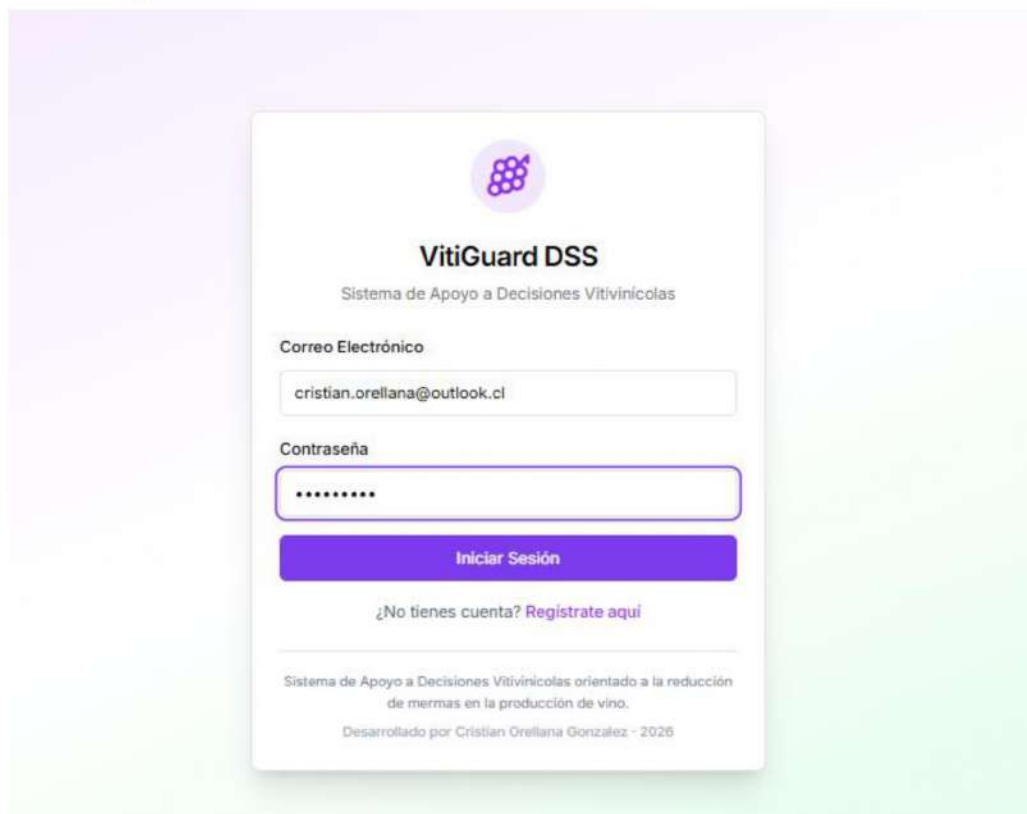 VitiGuard DSS
Sistema de Apoyo a Decisiones Vitivinícolas
Correo Electrónico
cristian.orellana@outlook.cl
Contraseña
•••••••••
Iniciar Sesión
¿No tienes cuenta? Regístrate aquí
Sistema de Apoyo a Decisiones Vitivinícolas orientado a la reducción
de mermas en la producción de vino.
Desarrollado por Cristian Orellana Gonzalez - 2026